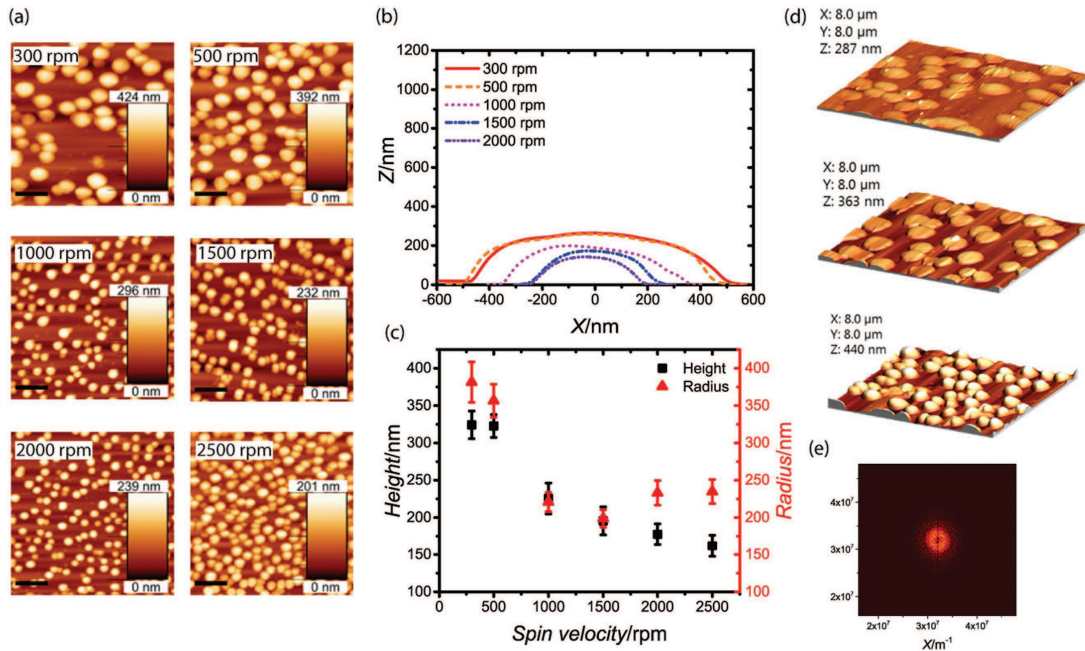 (a)
300 rpm
424 nm
0 nm
500 rpm
392 nm
0 nm
1000 rpm
296 nm
0 nm
1500 rpm
232 nm
0 nm
2000 rpm
239 nm
0 nm
2500 rpm
201 nm
0 nm
(b)
1200
1000
800
600
400
200
0
Z/nm
300 rpm
500 rpm
1000 rpm
1500 rpm
2000 rpm
-600 -400 -200 0 200 400 600
X/nm
(c)
400
350
300
250
200
150
100
Height/nm
Height
Radius
400
350
300
250
200
150
100
Radius/nm
0 500 1000 1500 2000 2500
Spin velocity/rpm
(d)
X: 8.0 µm
Y: 8.0 µm
Z: 287 nm
X: 8.0 µm
Y: 8.0 µm
Z: 363 nm
X: 8.0 µm
Y: 8.0 µm
Z: 440 nm
(e)
4x10⁷
3x10⁷
2x10⁷
2x10⁷ 3x10⁷ 4x10⁷
X/m⁻¹